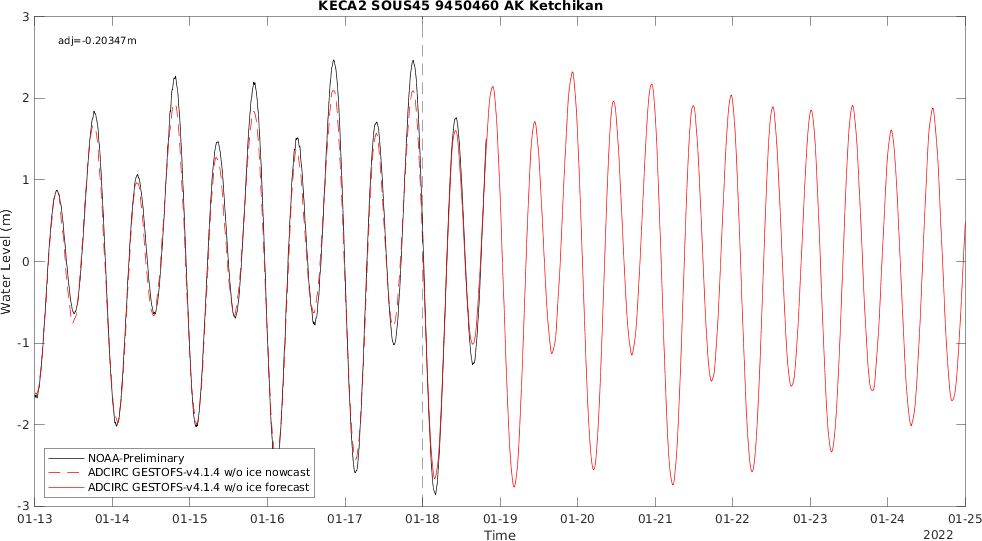 KECA2 SOUS45 9450460 AK Ketchikan
adj=-0.20347m
3
2
1
0
-1
-2
-3
Water Level (m)
NOAA-Preliminary
ADCIRC GESTOFS-v4.1.4 w/o ice nowcast
ADCIRC GESTOFS-v4.1.4 w/o ice forecast
01-13 01-14 01-15 01-16 01-17 01-18 01-19 01-20 01-21 01-22 01-23 01-24 01-25
Time
2022